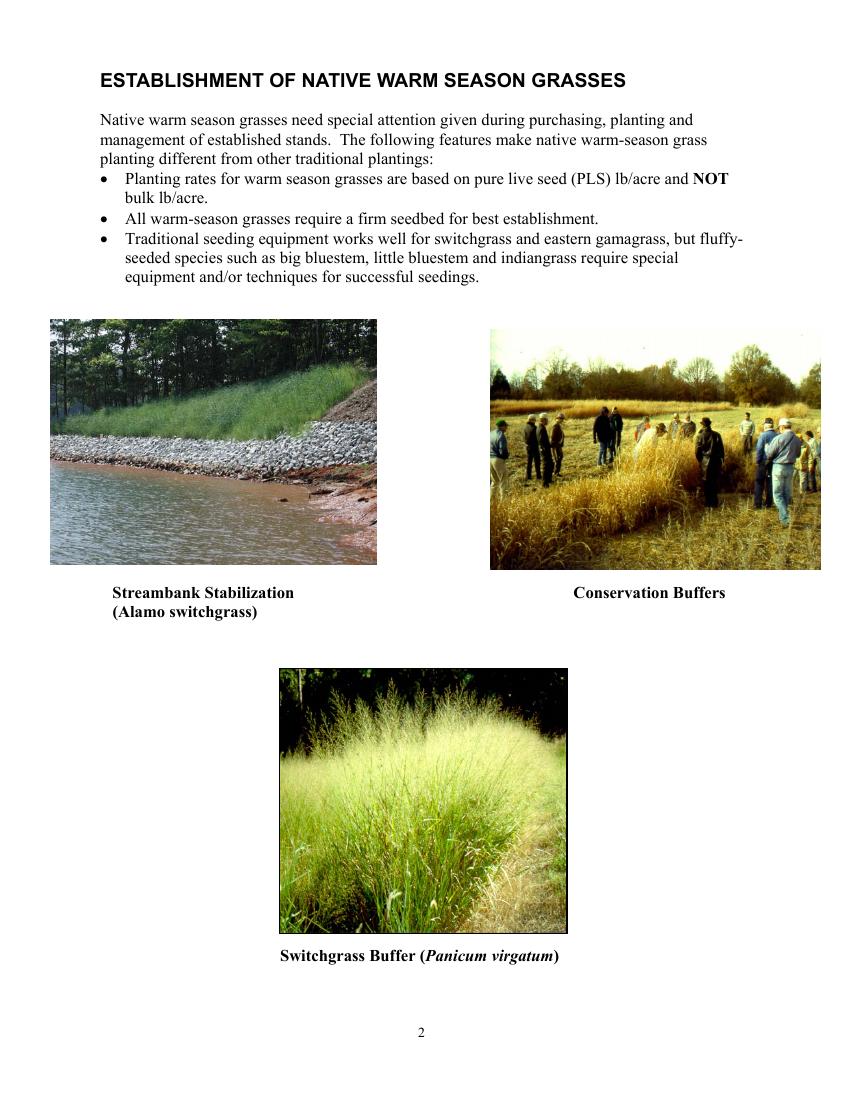 ESTABLISHMENT OF NATIVE WARM SEASON GRASSES
Native warm season grasses need special attention given during purchasing, planting and
management of established stands.  The following features make native warm-season grass
planting different from other traditional plantings:
• Planting rates for warm season grasses are based on pure live seed (PLS) lb/acre and NOT
bulk lb/acre.
• All warm-season grasses require a firm seedbed for best establishment.
• Traditional seeding equipment works well for switchgrass and eastern gamagrass, but fluffy-
seeded species such as big bluestem, little bluestem and indiangrass require special
equipment and/or techniques for successful seedings.
Streambank Stabilization
(Alamo switchgrass)
Conservation Buffers
Switchgrass Buffer (Panicum virgatum)
2